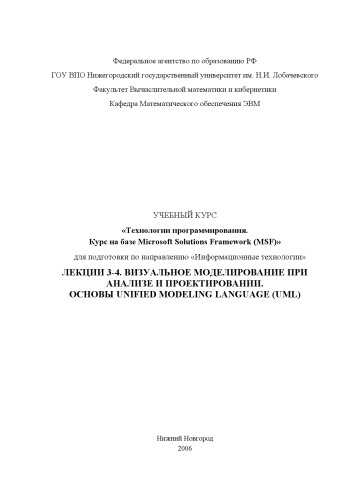 Федеральное агентство по образованию РФ
ГОУ ВПО Нижегородский государственный университет им. Н.И. Лобачевского
Факультет Вычислительной математики и кибернетики
Кафедра Математического обеспечения ЭВМ
УЧЕБНЫЙ КУРС
«Технологии программирования.
Курс на базе Microsoft Solutions Framework (MSF)»
для подготовки по направлению «Информационные технологии»
ЛЕКЦИИ 3-4. ВИЗУАЛЬНОЕ МОДЕЛИРОВАНИЕ ПРИ
АНАЛИЗЕ И ПРОЕКТИРОВАНИИ.
ОСНОВЫ UNIFIED MODELING LANGUAGE (UML)
Нижний Новгород
2006